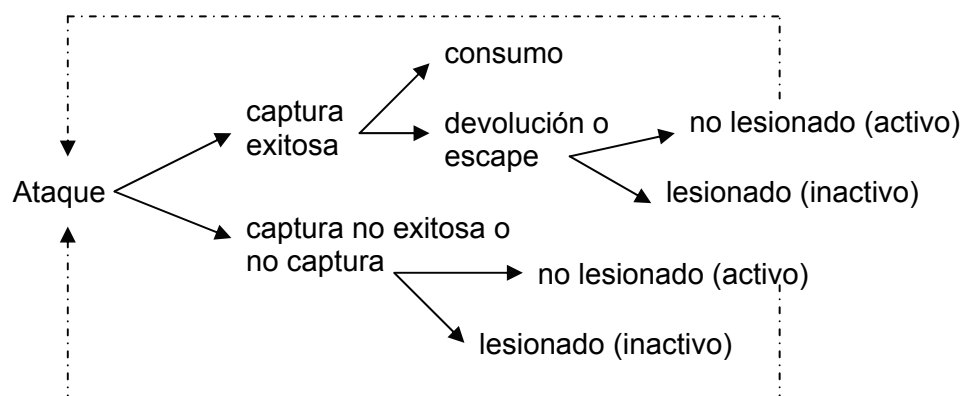 consumo
captura
exitosa
devolución o
escape
no lesionado (activo)
lesionado (inactivo)
Ataque
captura no exitosa o
no captura
no lesionado (activo)
lesionado (inactivo)